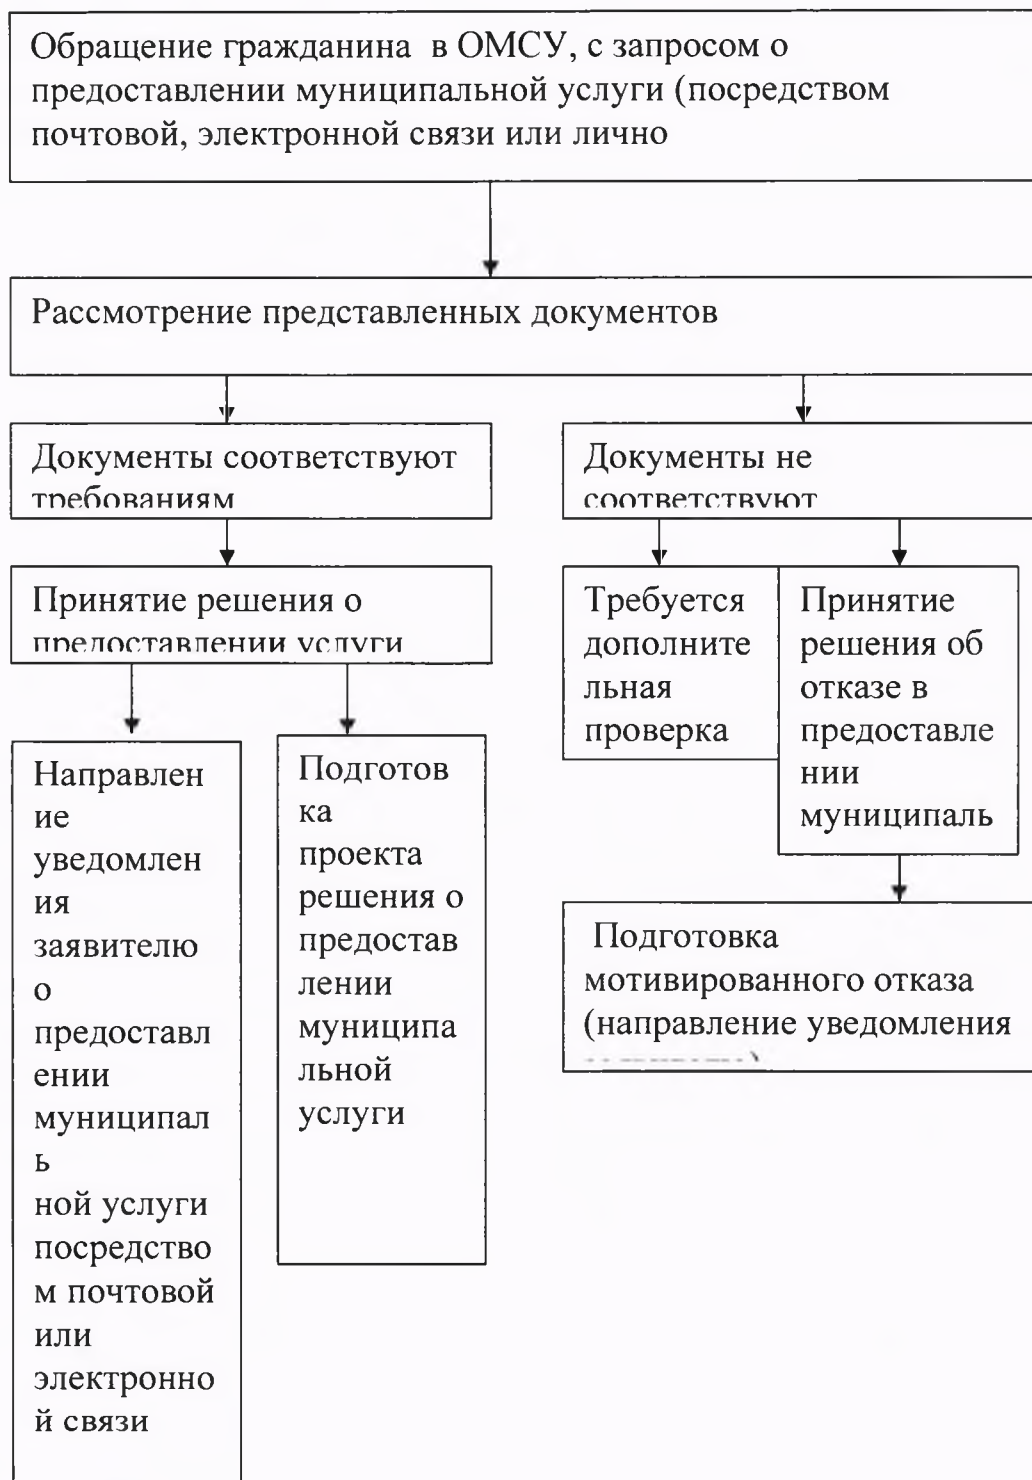 Обращение гражданина в ОМСУ, с запросом о
предоставлении муниципальной услуги (посредством
почтовой, электронной связи или лично
Рассмотрение представленных документов
Документы соответствуют
требованиям
Документы не
соответствуют
Принятие решения о
предоставлении услуги
Требуется
дополните
льная
проверка
Принятие
решения об
отказе в
предоставле
нии
муниципаль
Направлен
ие
уведомлен
ия
заявителю
о
предоставл
ении
муниципал
ь
ной услуги
посредство
м почтовой
или
электронно
й связи
Подготов
ка
проекта
решения о
предостав
лении
муниципа
льной
услуги
Подготовка
мотивированного отказа
(направление уведомления